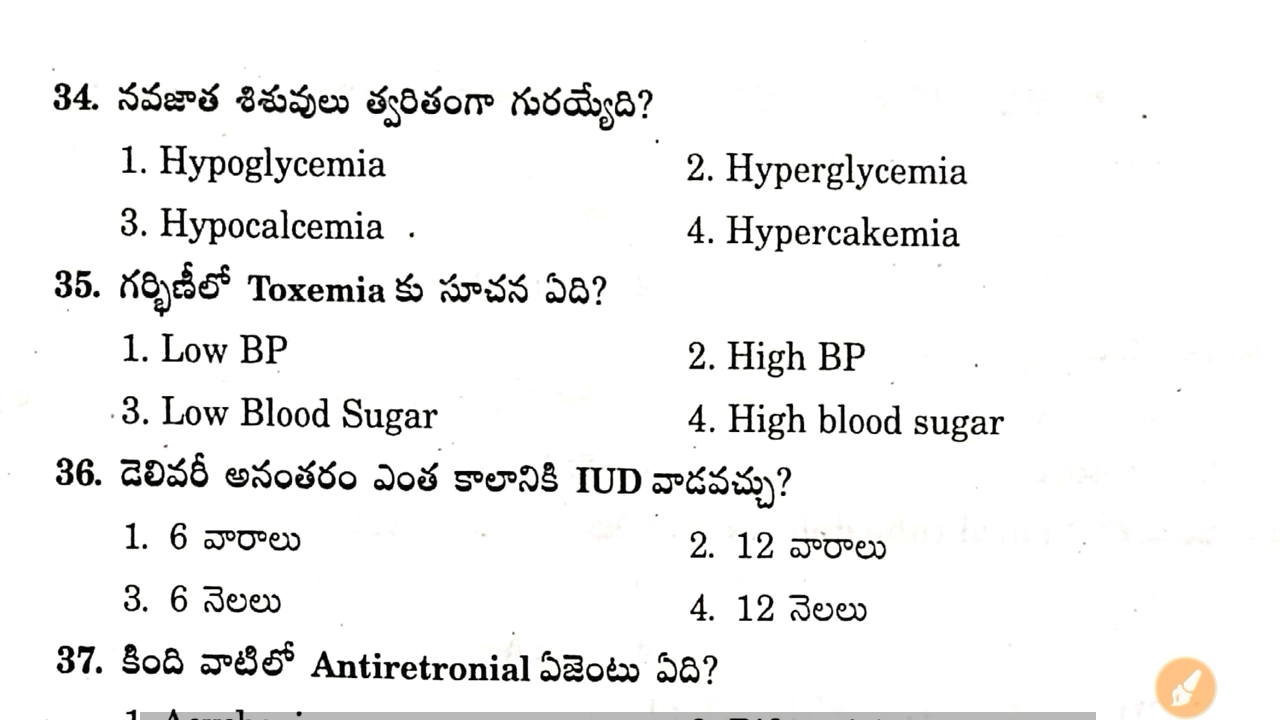 34. నవజాత శిశువులు త్వరితంగా గురయ్యేది?
1. Hypoglycemia 2. Hyperglycemia
3. Hypocalcemia 4. Hypercakemia
35. గర్భిణీలో Toxemia కు సూచన ఏది?
1. Low BP 2. High BP
3. Low Blood Sugar 4. High blood sugar
36. డెలివరీ అనంతరం ఎంత కాలానికి IUD వాడవచ్చు?
1. 6 వారాలు 2. 12 వారాలు
3. 6 నెలలు 4. 12 నెలలు
37. కింది వాటిలో Antiretronial ఏజెంటు ఏది?